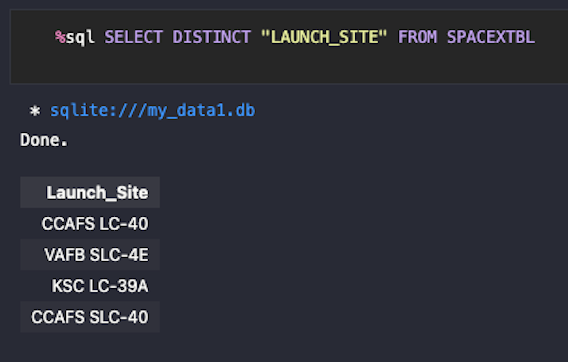 %sql SELECT DISTINCT "LAUNCH_SITE" FROM SPACEXTBL
* sqlite:///my_data1.db
Done.
Launch_Site
CCAFS LC-40
VAFB SLC-4E
KSC LC-39A
CCAFS SLC-40